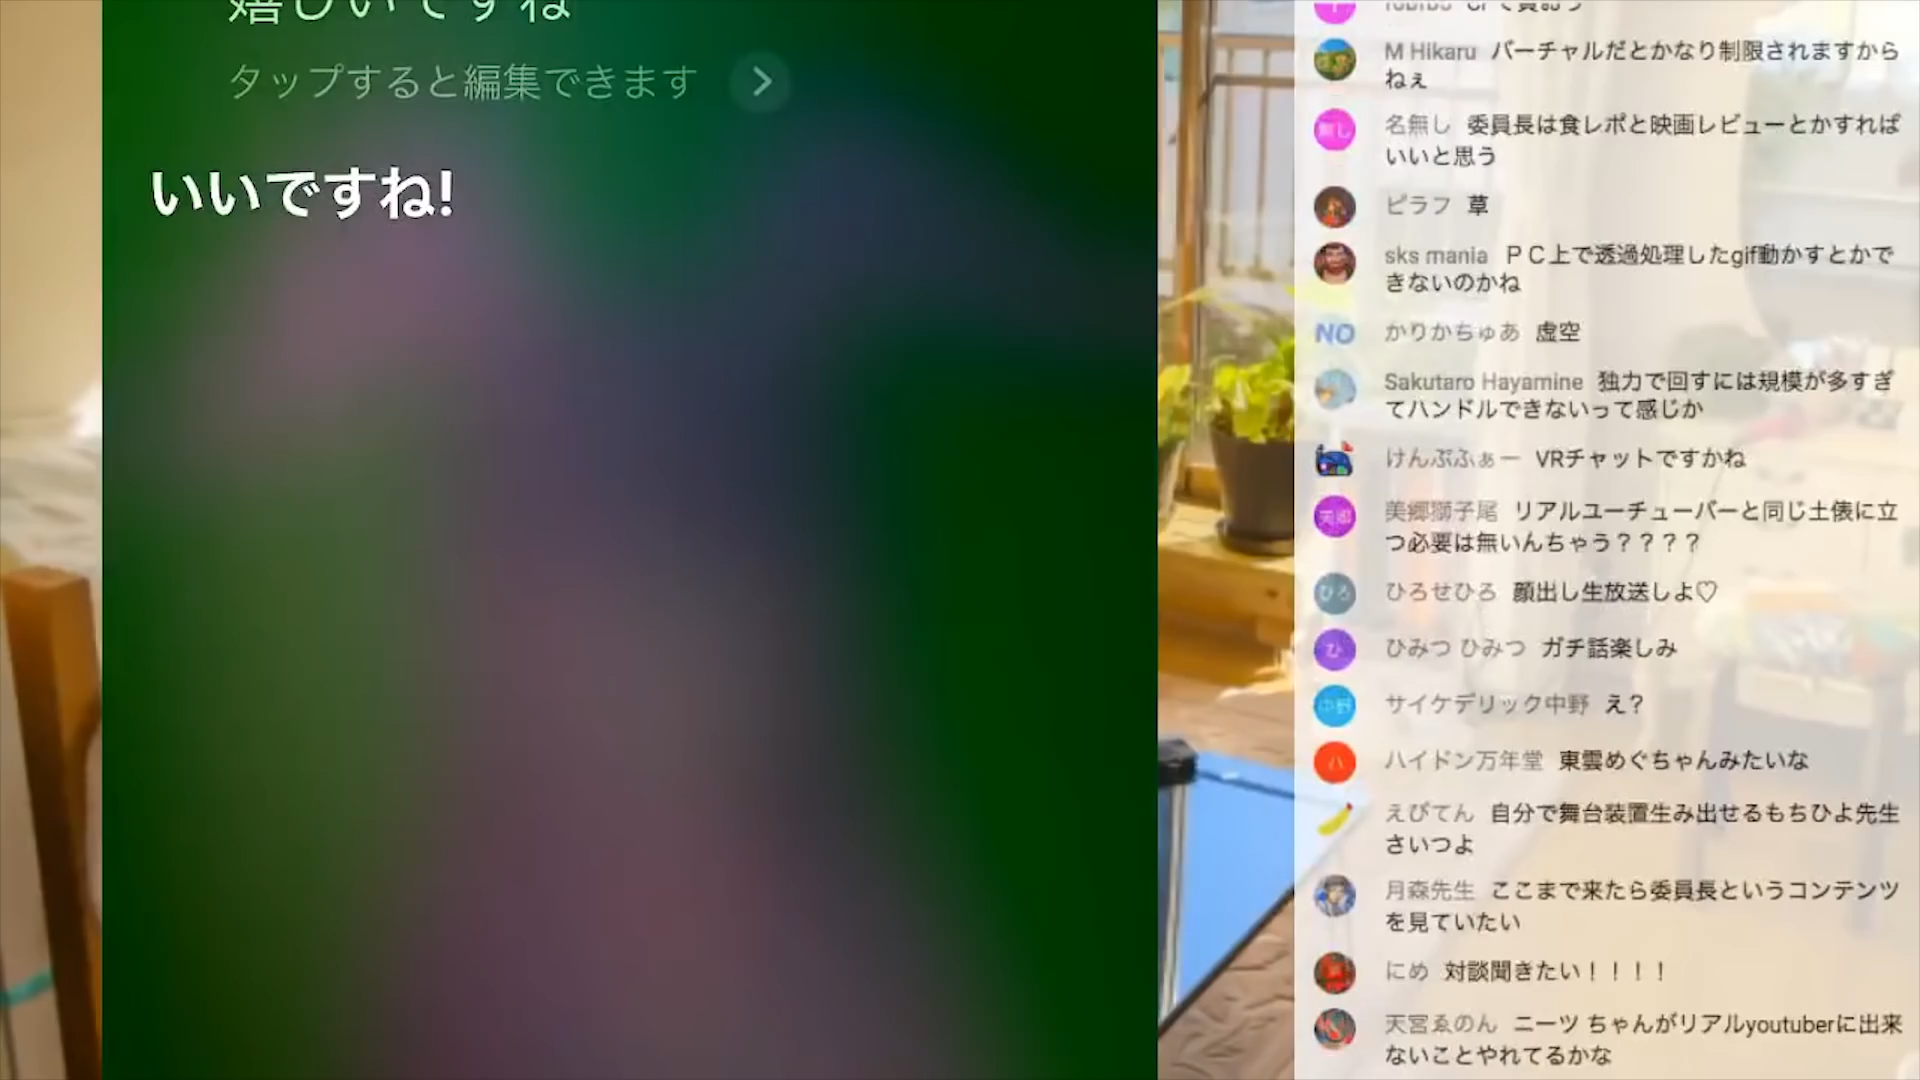 嬉しいですね
タップすると編集できます
いいですね!
M Hikaru バーチャルだとかなり制限されますから
ねぇ
無し
名無し 委員長は食レポと映画レビューとかすれば
いいと思う
ピラフ 草
sks mania ＰＣ上で透過処理したgif動かすとかで
きないのかね
NO
かりかちゅあ 虚空
Sakutaro Hayamine 独力で回すには規模が多すぎ
てハンドルできないって感じか
けんぷふぁー VRチャットですかね
美郷
美郷獅子尾 リアルユーチューバーと同じ土俵に立
つ必要は無いんちゃう？？？？
ひろ
ひろせひろ 顔出し生放送しよ♡
ひ
ひみつ ひみつ ガチ話楽しみ
中野
サイケデリック中野 え？
ハ
ハイドン万年堂 東雲めぐちゃんみたいな
えびてん 自分で舞台装置生み出せるもちひよ先生
さいつよ
月森先生 ここまで来たら委員長というコンテンツ
を見ていたい
にめ 対談聞きたい！！！！
天宮ゑのん ニーツ ちゃんがリアルyoutuberに出来
ないことやれてるかな